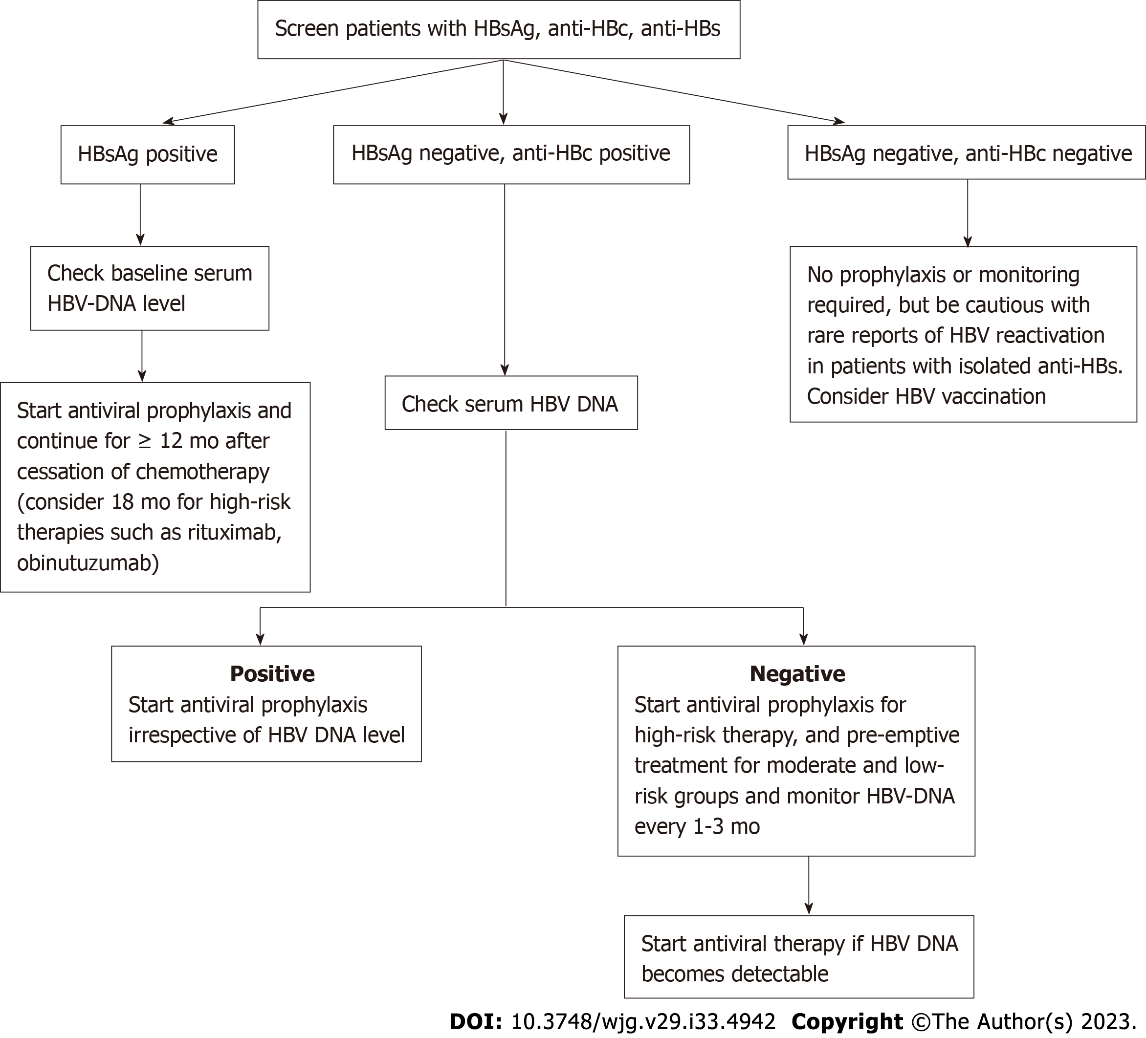 Screen patients with HBsAg, anti-HBc, anti-HBs
HBsAg positive
HBsAg negative, anti-HBc positive
HBsAg negative, anti-HBc negative
Check baseline serum
HBV-DNA level
No prophylaxis or monitoring
required, but be cautious with
rare reports of HBV reactivation
in patients with isolated anti-HBs.
Consider HBV vaccination
Start antiviral prophylaxis and
continue for ≥ 12 mo after
cessation of chemotherapy
(consider 18 mo for high-risk
therapies such as rituximab,
obinutuzumab)
Check serum HBV DNA
Positive
Start antiviral prophylaxis
irrespective of HBV DNA level
Negative
Start antiviral prophylaxis for
high-risk therapy, and pre-emptive
treatment for moderate and low-
risk groups and monitor HBV-DNA
every 1-3 mo
Start antiviral therapy if HBV DNA
becomes detectable
DOI: 10.3748/wjg.v29.i33.4942 Copyright ©The Author(s) 2023.